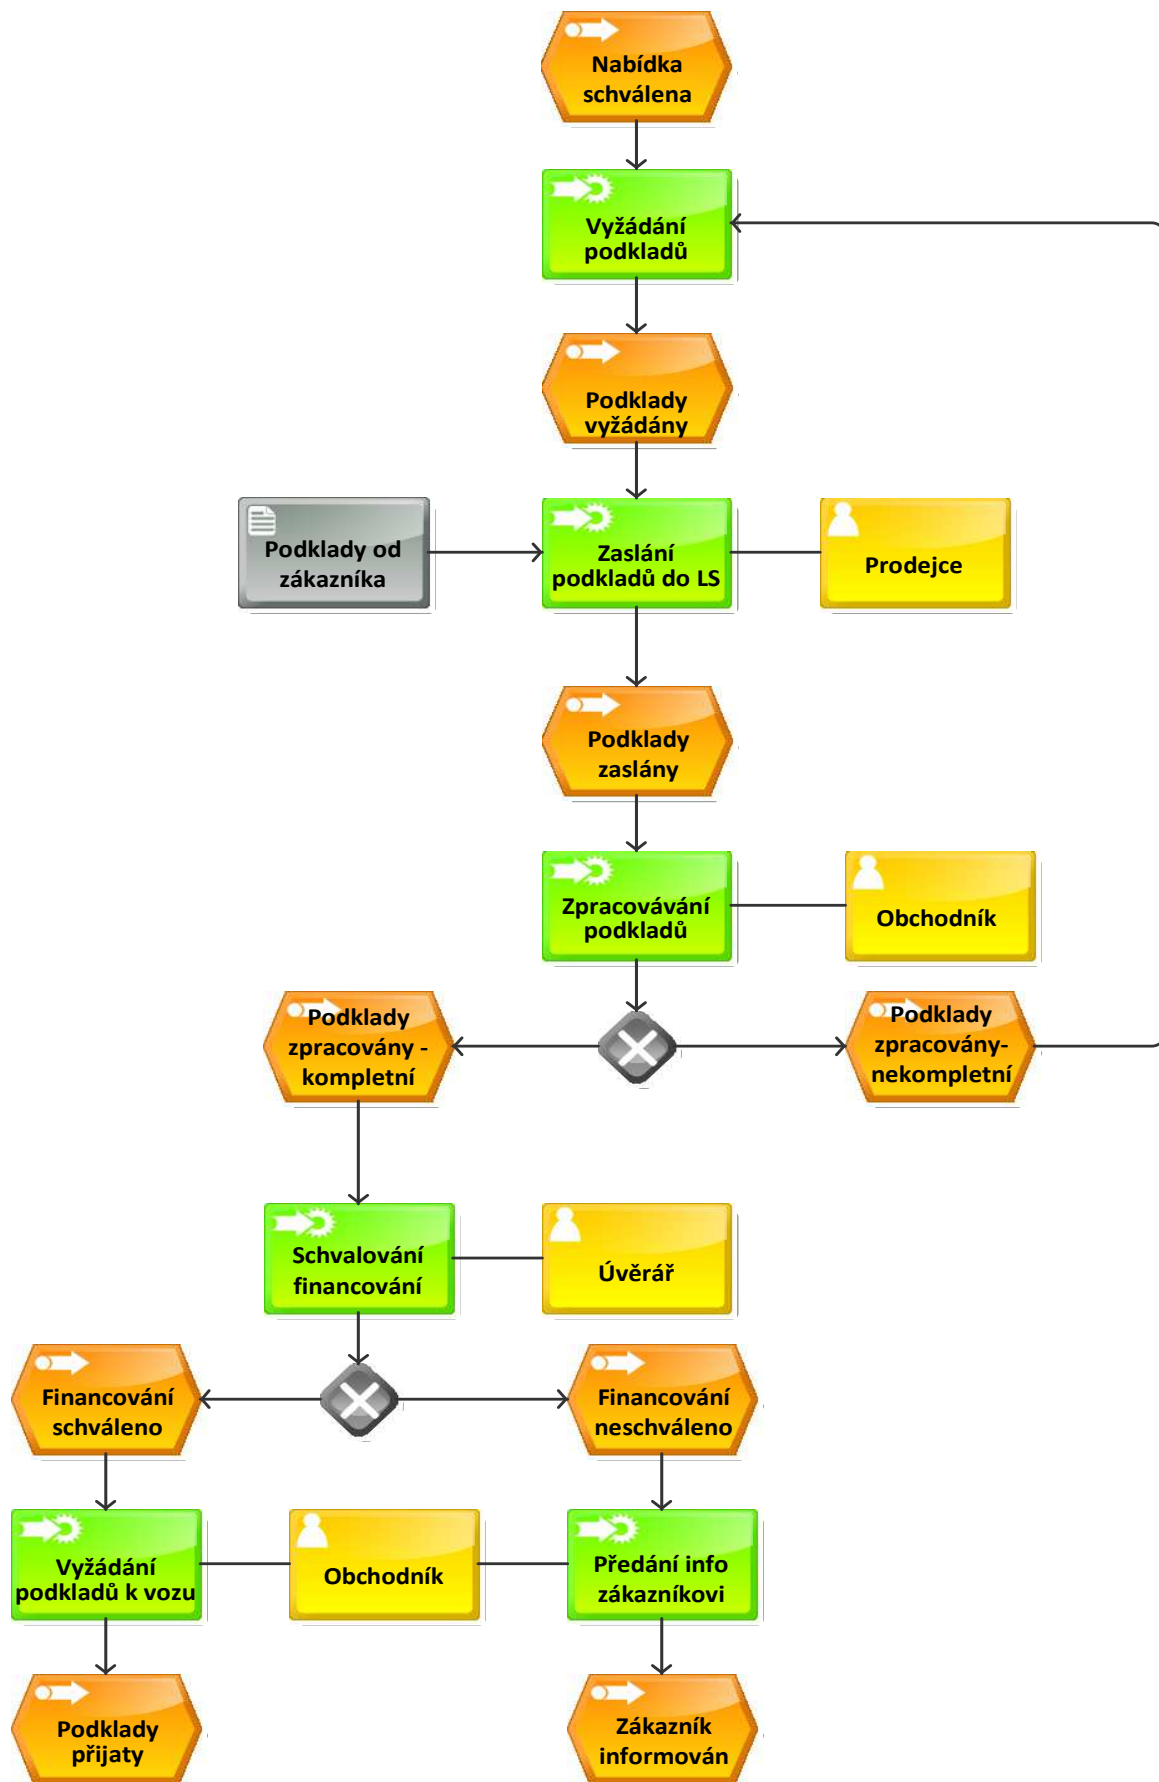 Nabídka
schválena
Vyžádání
podkladů
Podklady
vyžádány
Podklady od
zákazníka
Zaslání
podkladů do LS
Prodejce
Podklady
zaslány
Zpracovávání
podkladů
Obchodník
Podklady
zpracovány -
kompletní
Podklady
zpracovány-
nekompletní
Schvalování
financování
Úvěrář
Financování
schváleno
Financování
neschváleno
Vyžádání
podkladů k vozu
Obchodník
Předání info
zákazníkovi
Podklady
přijaty
Zákazník
informován